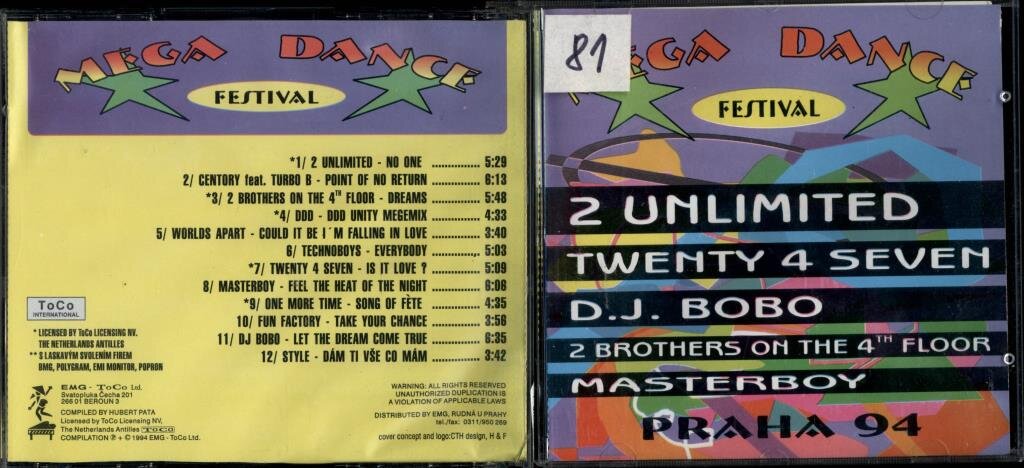 MEGA DANCE
FESTIVAL
*1/ 2 UNLIMITED - NO ONE ............... 5:29
2/ CENTORY feat. TURBO B - POINT OF NO RETURN ............... 6:13
*3/ 2 BROTHERS ON THE 4TH FLOOR - DREAMS ............... 5:48
*4/ DDD - DDD UNITY MEGEMIX ............... 4:33
5/ WORLDS APART - COULD IT BE I´M FALLING IN LOVE ............... 3:40
6/ TECHNOBOYS - EVERYBODY ............... 5:03
*7/ TWENTY 4 SEVEN - IS IT LOVE ? ............... 5:09
8/ MASTERBOY - FEEL THE HEAT OF THE NIGHT ............... 6:06
*9/ ONE MORE TIME - SONG OF FÈTE ............... 4:35
10/ FUN FACTORY - TAKE YOUR CHANCE ............... 3:56
11/ DJ BOBO - LET THE DREAM COME TRUE ............... 6:35
12/ STYLE - DÁM TI VŠE CO MÁM ............... 3:42
ToCo
INTERNATIONAL
* LICENSED BY ToCo LICENSING NV.
THE NETHERLANDS ANTILLES
** S LASKAVÝM SVOLENÍM FIREM
BMG, POLYGRAM, EMI MONITOR, POPRON
EMG - ToCo Ltd.
Svatopluka Čecha 201
266 01 BEROUN 3
COMPILED BY HUBERT PATA
ToCo Licensed by ToCo Licensing NV,
The Netherlands Antilles ToCo
COMPILATION ℗ + © 1994 EMG - ToCo Ltd.
WARNING: ALL RIGHTS RESERVED
UNAUTHORIZED DUPLICATION IS
A VIOLATION OF APPLICABLE LAWS
DISTRIBUTED BY EMG, RUDNÁ U PRAHY
tel./fax: 0311/950 269
cover concept and logo:CTH design, H & F
81
MEGA DANCE
FESTIVAL
2 UNLIMITED
TWENTY 4 SEVEN
D.J. BOBO
2 BROTHERS ON THE 4TH FLOOR
MASTERBOY
PRAHA 94